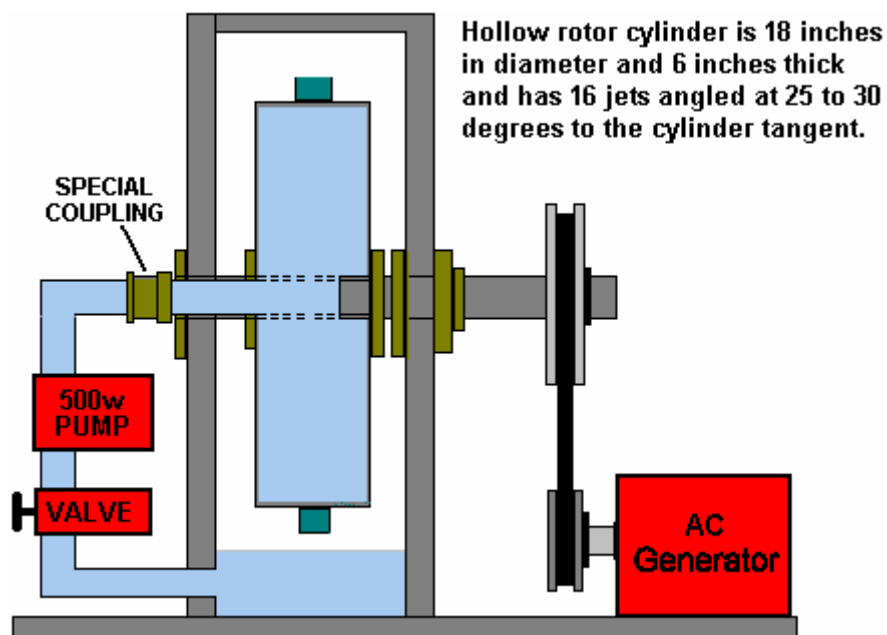 Hollow rotor cylinder is 18 inches
in diameter and 6 inches thick
and has 16 jets angled at 25 to 30
degrees to the cylinder tangent.
SPECIAL
COUPLING
500w
PUMP
VALVE
AC
Generator